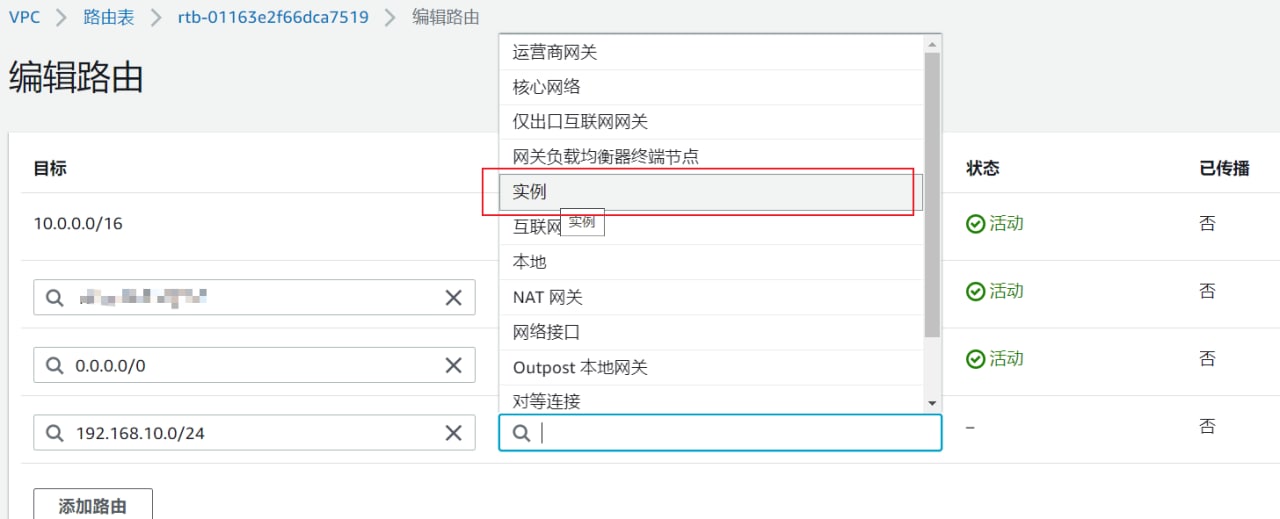 VPC > 路由表 > rtb-01163e2f66dca7519 > 编辑路由
编辑路由
目标 状态 已传播
10.0.0.0/16 活动 否
活动 否
0.0.0.0/0 活动 否
192.168.10.0/24 – 否
添加路由
运营商网关
核心网络
仅出口互联网网关
网关负载均衡器终端节点
实例
实例
互联网
本地
NAT 网关
网络接口
Outpost 本地网关
对等连接